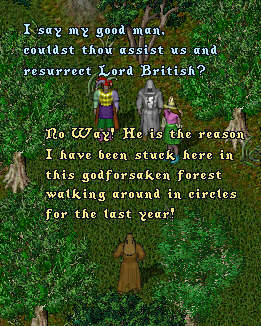 I say my good man,
couldst thou assist us and
resurrect Lord British?
No Way! He is the reason
I have been stuck here in
this godforsaken forest
walking around in circles
for the last year!